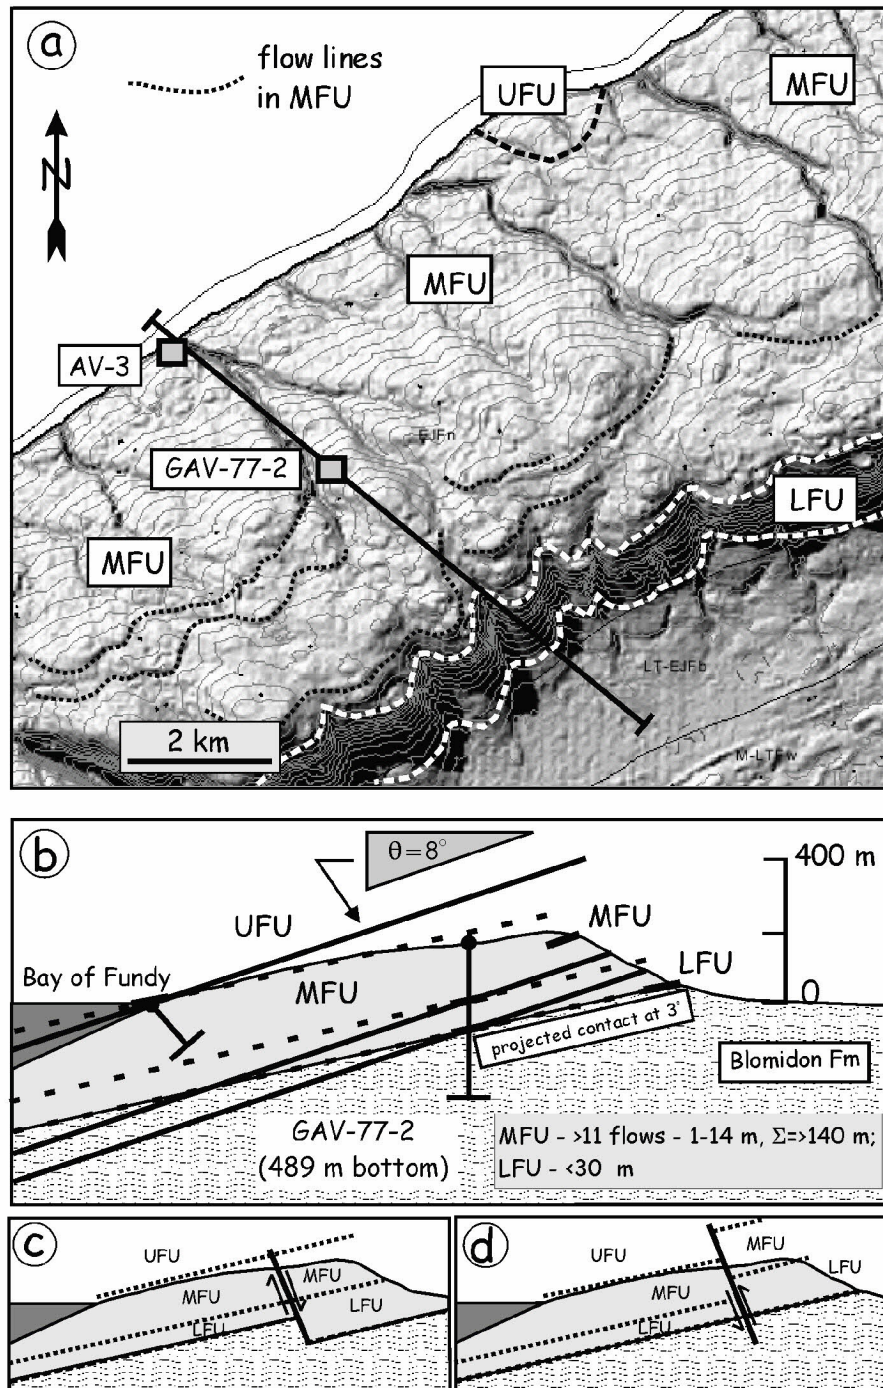 a
flow lines
in MFU
UFU
MFU
N
MFU
AV-3
EJFn
GAV-77-2
LFU
MFU
LT-EJFb
2 km
M-LTFw
b
θ=8°
400 m
UFU
MFU
Bay of Fundy
MFU
LFU
0
projected contact at 3°
Blomidon Fm
GAV-77-2
(489 m bottom)
MFU - >11 flows - 1-14 m, Σ=>140 m;
LFU - <30 m
c
UFU
MFU
MFU
LFU
LFU
d
UFU
MFU
MFU
LFU
LFU